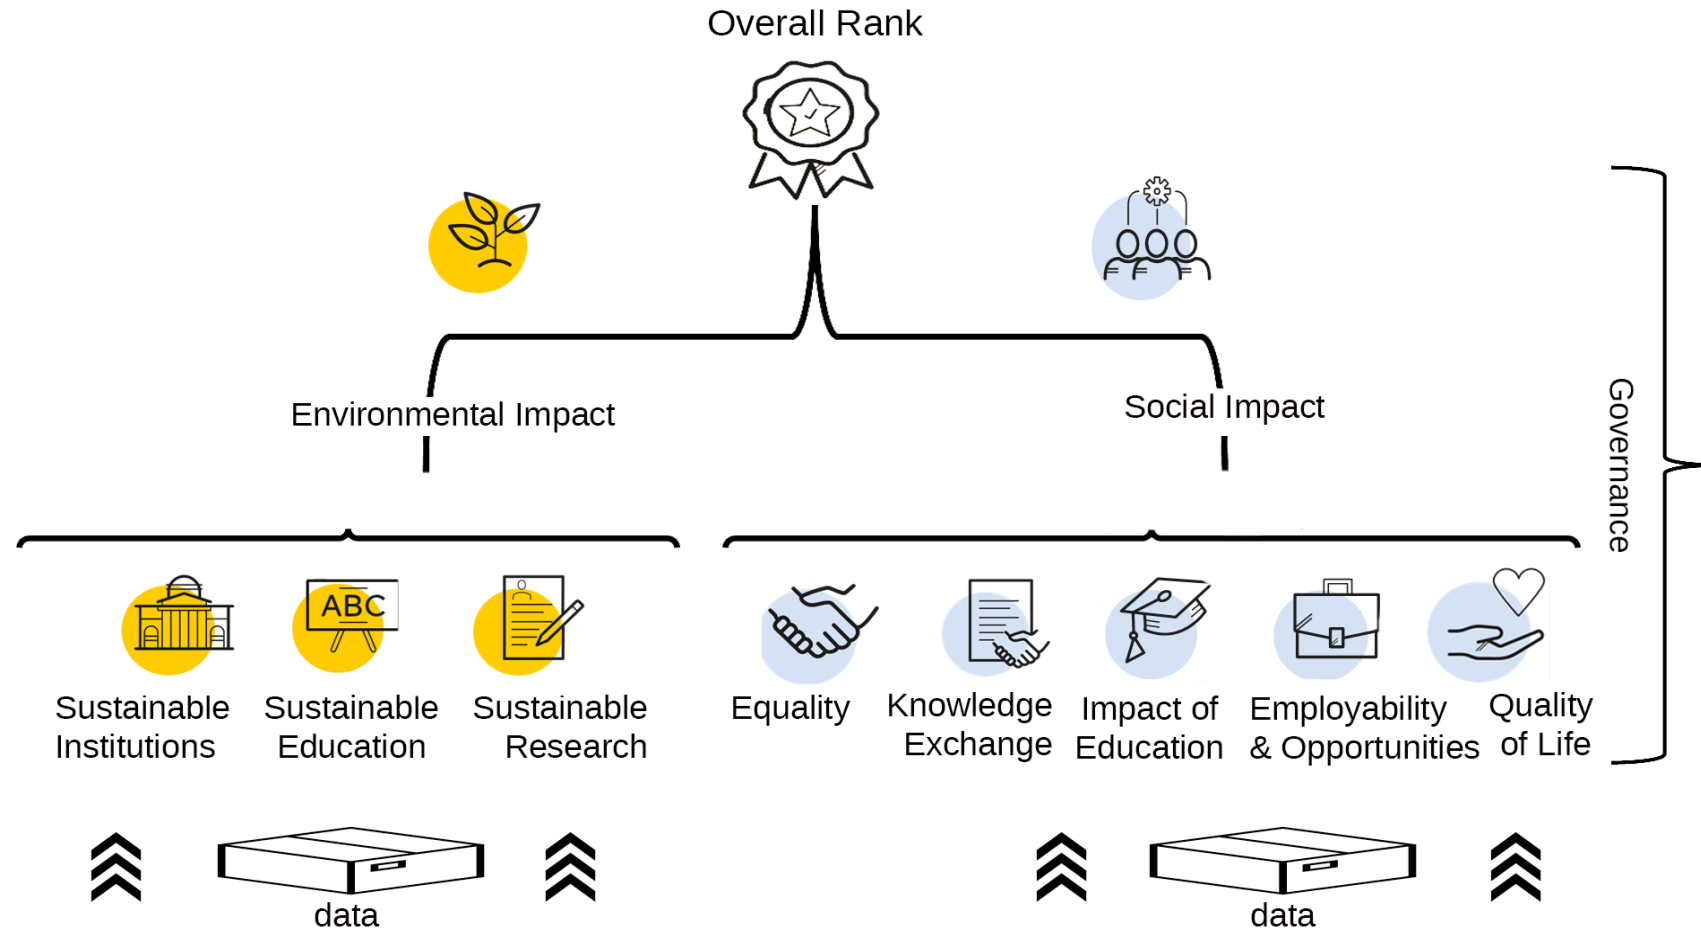 Overall Rank
Environmental Impact
Social Impact
Governance
ABC
Sustainable
Institutions
Sustainable
Education
Sustainable
Research
Equality
Knowledge
Exchange
Impact of
Education
Employability
& Opportunities
Quality
of Life
data
data